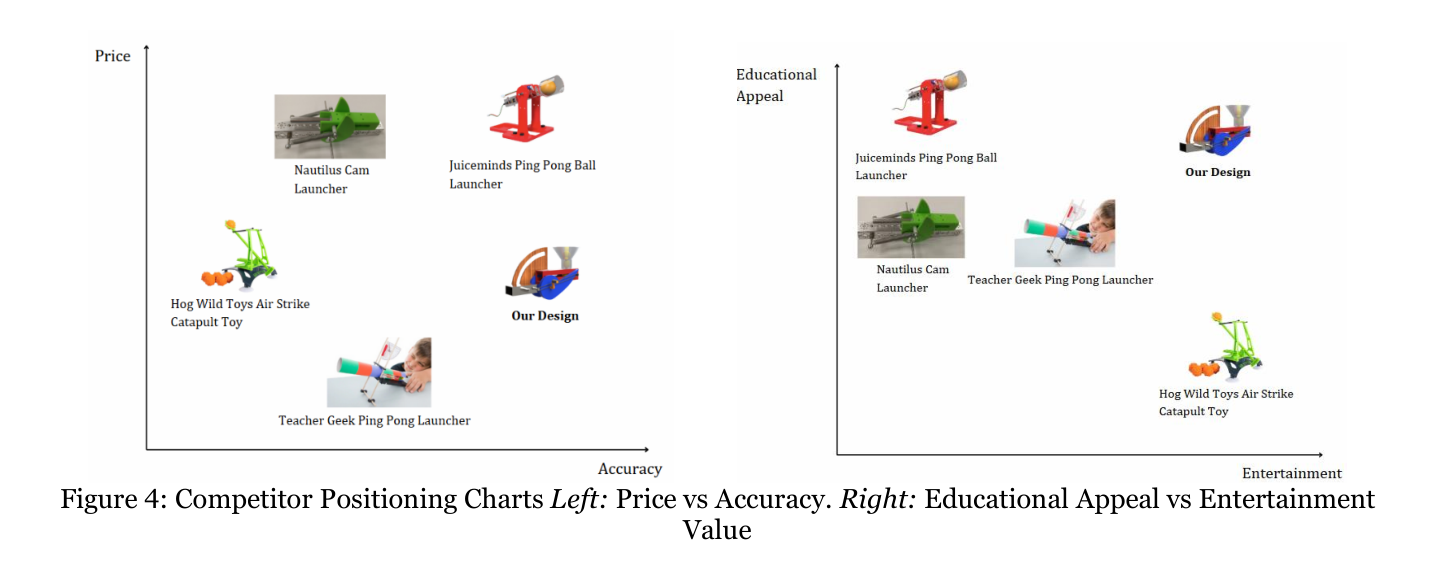 Price
Nautilus Cam
Launcher
Juiceminds Ping Pong Ball
Launcher
Hog Wild Toys Air Strike
Catapult Toy
Our Design
Teacher Geek Ping Pong Launcher
Accuracy
Educational
Appeal
Juiceminds Ping Pong Ball
Launcher
Our Design
Nautilus Cam
Launcher
Teacher Geek Ping Pong Launcher
Hog Wild Toys Air Strike
Catapult Toy
Entertainment
Figure 4: Competitor Positioning Charts Left: Price vs Accuracy. Right: Educational Appeal vs Entertainment
Value